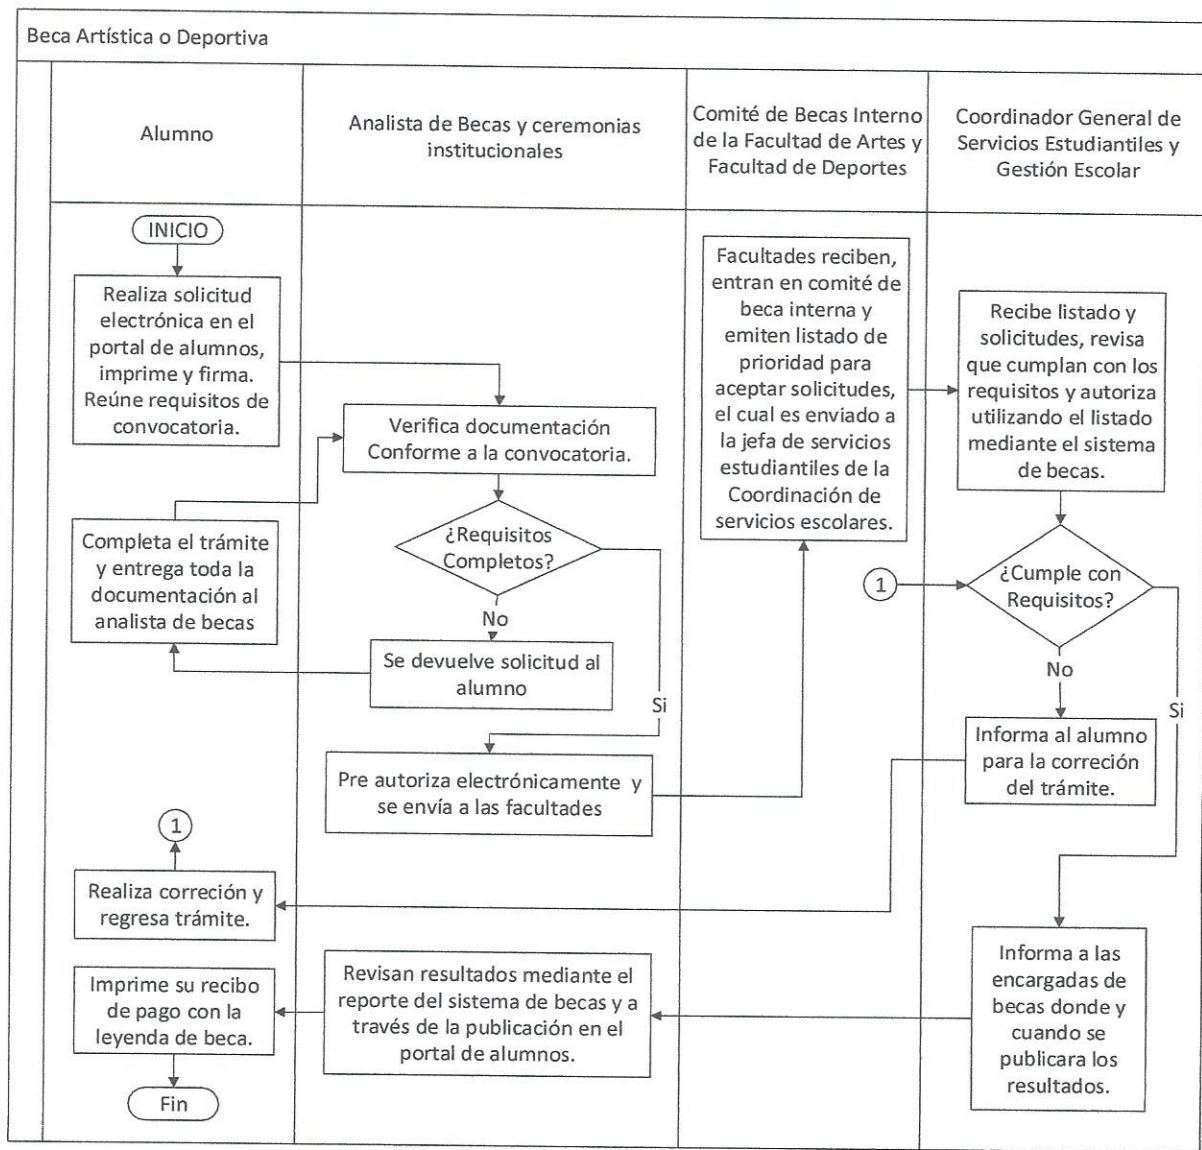 Beca Artística o Deportiva
Alumno
Analista de Becas y ceremonias
institucionales
Comité de Becas Interno
de la Facultad de Artes y
Facultad de Deportes
Coordinador General de
Servicios Estudiantiles y
Gestión Escolar
INICIO
Realiza solicitud
electrónica en el
portal de alumnos,
imprime y firma.
Reúne requisitos de
convocatoria.
Verifica documentación
Conforme a la convocatoria.
¿Requisitos
Completos?
No
Si
Se devuelve solicitud al
alumno
Completa el trámite
y entrega toda la
documentación al
analista de becas
Pre autoriza electrónicamente y
se envía a las facultades
Facultades reciben,
entran en comité de
beca interna y
emiten listado de
prioridad para
aceptar solicitudes,
el cual es enviado a
la jefa de servicios
estudiantiles de la
Coordinación de
servicios escolares.
Recibe listado y
solicitudes, revisa
que cumplan con los
requisitos y autoriza
utilizando el listado
mediante el sistema
de becas.
1
¿Cumple con
Requisitos?
No
Si
Informa al alumno
para la correción
del trámite.
1
Realiza correción y
regresa trámite.
Informa a las
encargadas de
becas donde y
cuando se
publicara los
resultados.
Revisan resultados mediante el
reporte del sistema de becas y a
través de la publicación en el
portal de alumnos.
Imprime su recibo
de pago con la
leyenda de beca.
Fin